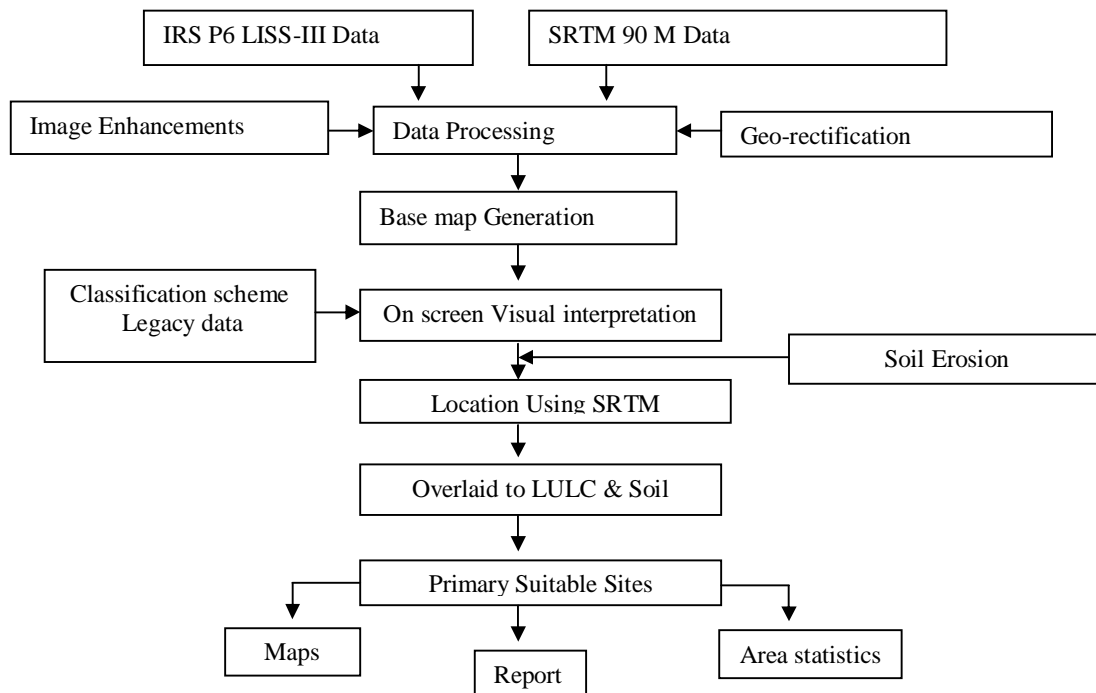 IRS P6 LISS-III Data
SRTM 90 M Data
Image Enhancements
Data Processing
Geo-rectification
Base map Generation
Classification scheme
Legacy data
On screen Visual interpretation
Soil Erosion
Location Using SRTM
Overlaid to LULC & Soil
Primary Suitable Sites
Maps
Report
Area statistics